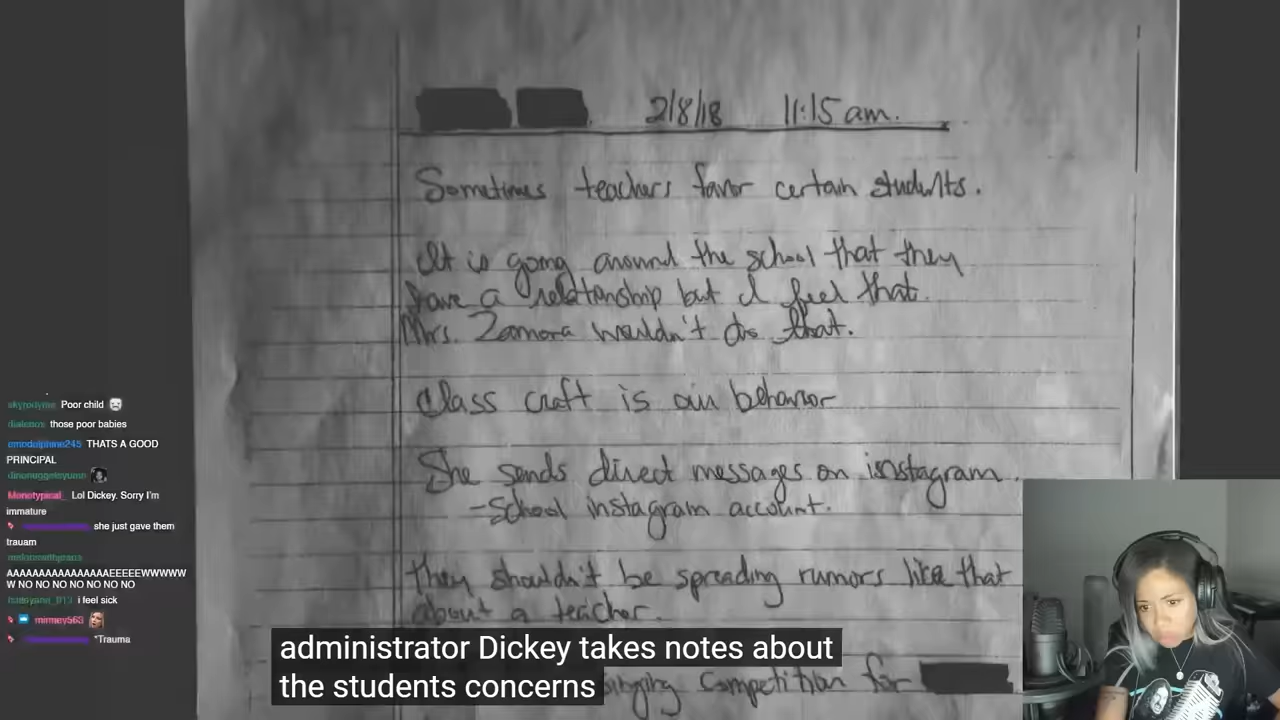 2/8/18 11:15 am.
Sometimes teachers favor certain students.
It is going around the school that they
have a relationship but I feel that
Mrs. Zamora wouldn't do that.
Class craft is our behavior
She sends direct messages on instagram.
-School instagram account.
They shouldn't be spreading rumors like that
about a teacher.
singing competition for
administrator Dickey takes notes about
the students concerns
Poor child
those poor babies
THATS A GOOD
PRINCIPAL
Lol Dickey. Sorry I'm
immature
she just gave them
trauam
AAAAAAAAAAAAAAAEEEEEWWWWW
W NO NO NO NO NO NO
i feel sick
mirmey563
"Trauma